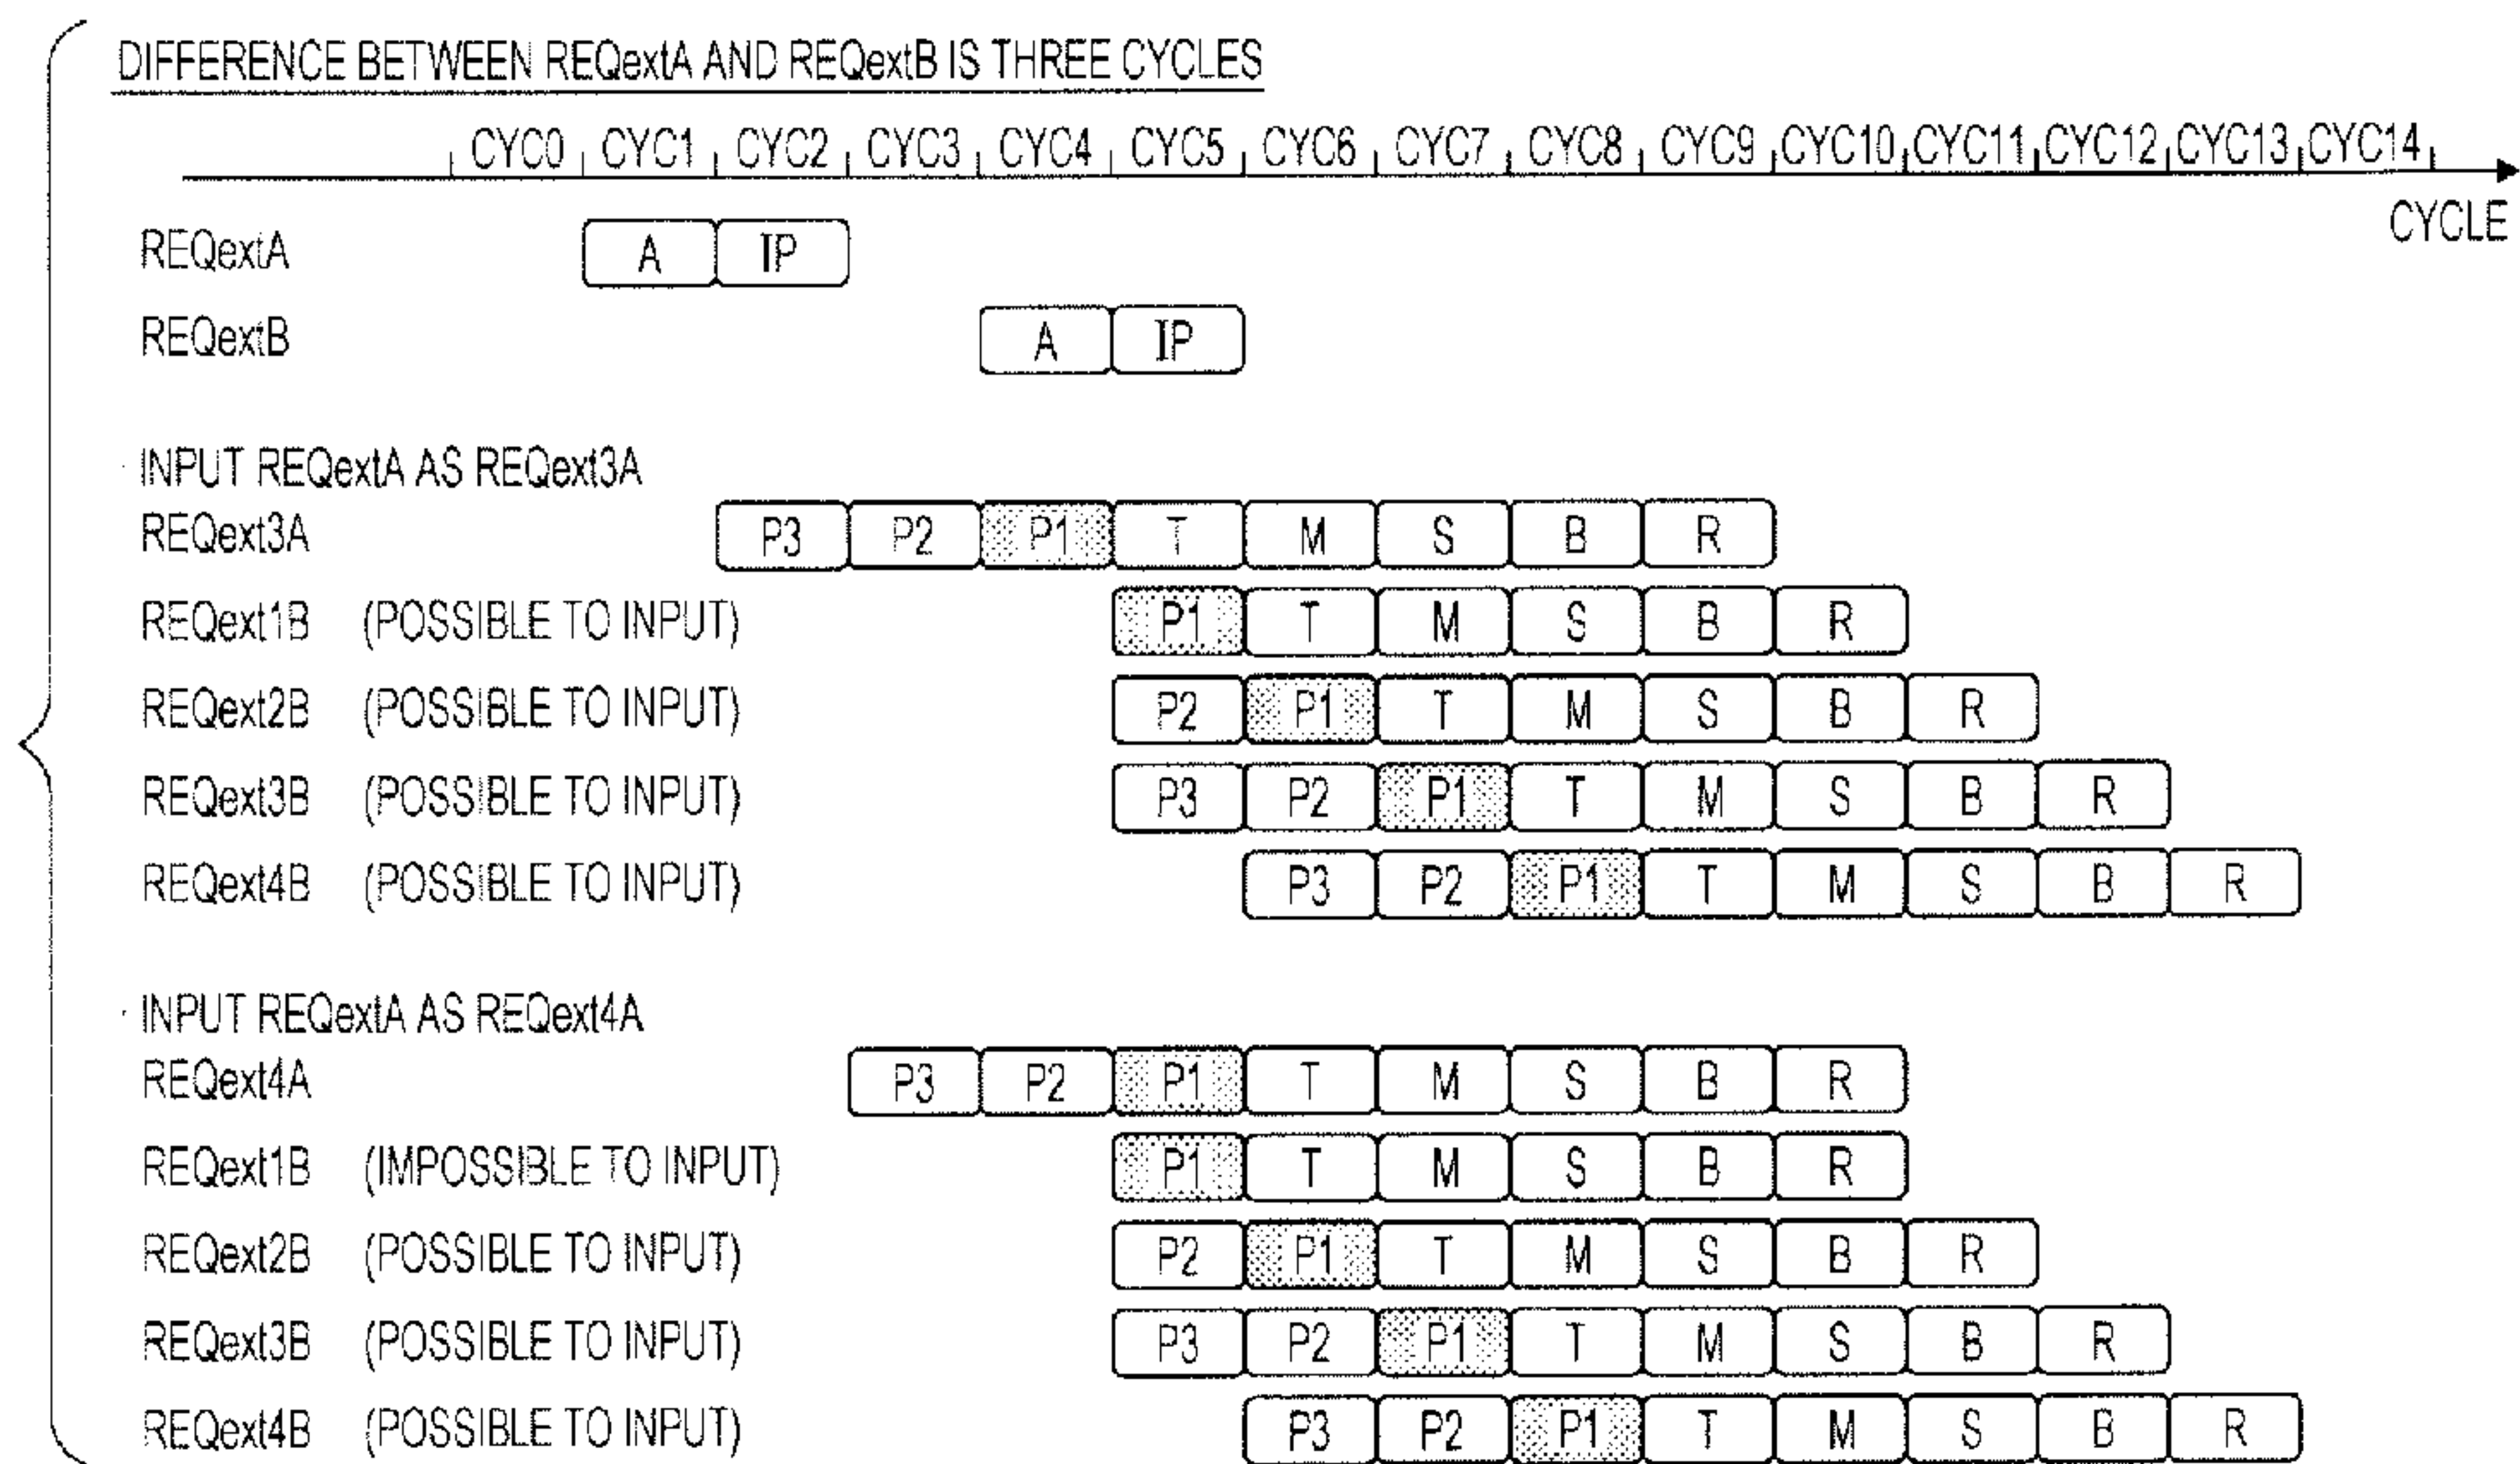 DIFFERENCE BETWEEN REQextA AND REQextB IS THREE CYCLES
CYC0 CYC1 CYC2 CYC3 CYC4 CYC5 CYC6 CYC7 CYC8 CYC9 CYC10 CYC11 CYC12 CYC13 CYC14
CYCLE
REQextA A IP
REQextB A IP
· INPUT REQextA AS REQext3A
REQext3A P3 P2 P1 T M S B R
REQext1B (POSSIBLE TO INPUT) P1 T M S B R
REQext2B (POSSIBLE TO INPUT) P2 P1 T M S B R
REQext3B (POSSIBLE TO INPUT) P3 P2 P1 T M S B R
REQext4B (POSSIBLE TO INPUT) P3 P2 P1 T M S B R
· INPUT REQextA AS REQext4A
REQext4A P3 P2 P1 T M S B R
REQext1B (IMPOSSIBLE TO INPUT) P1 T M S B R
REQext2B (POSSIBLE TO INPUT) P2 P1 T M S B R
REQext3B (POSSIBLE TO INPUT) P3 P2 P1 T M S B R
REQext4B (POSSIBLE TO INPUT) P3 P2 P1 T M S B R